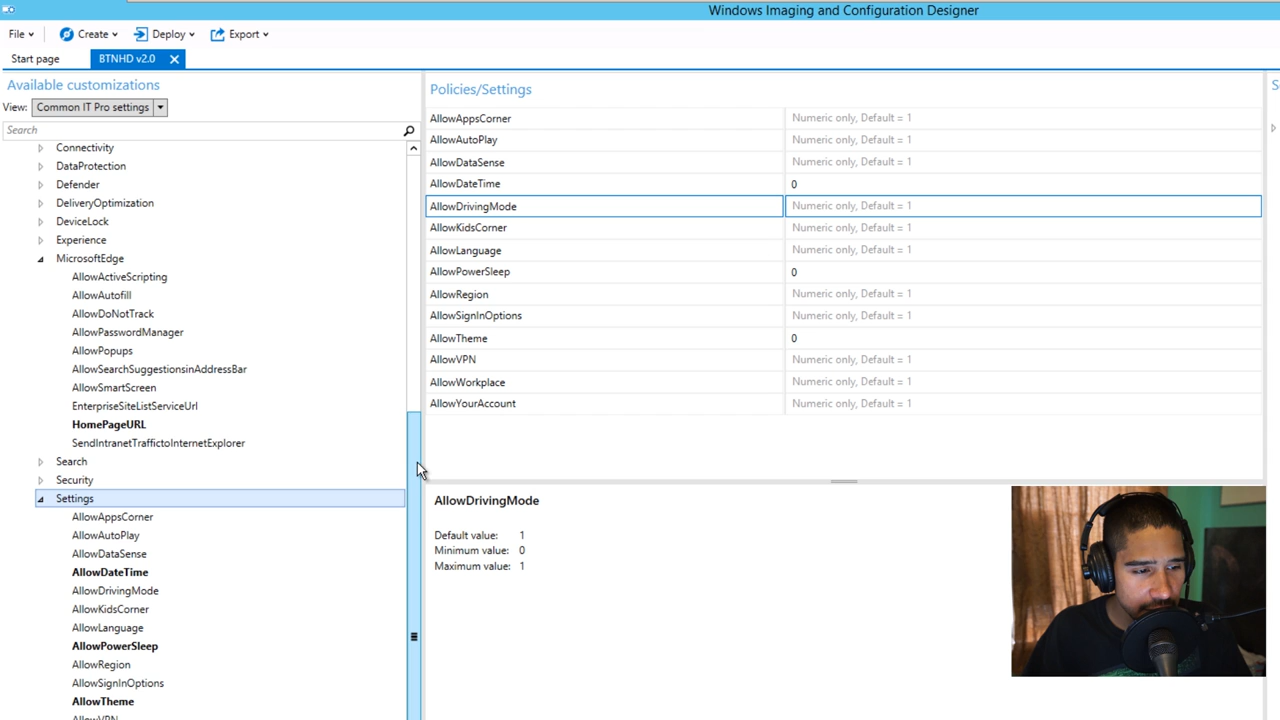 Windows Imaging and Configuration Designer
File Create Deploy Export
Start page BTNHD v2.0
Available customizations
View: Common IT Pro settings
Search
Connectivity
DataProtection
Defender
DeliveryOptimization
DeviceLock
Experience
MicrosoftEdge
AllowActiveScripting
AllowAutofill
AllowDoNotTrack
AllowPasswordManager
AllowPopups
AllowSearchSuggestionsinAddressBar
AllowSmartScreen
EnterpriseSiteListServiceUrl
HomePageURL
SendIntranetTraffictoInternetExplorer
Search
Security
Settings
AllowAppsCorner
AllowAutoPlay
AllowDataSense
AllowDateTime
AllowDrivingMode
AllowKidsCorner
AllowLanguage
AllowPowerSleep
AllowRegion
AllowSignInOptions
AllowTheme
AllowVPN
Policies/Settings
AllowAppsCorner Numeric only, Default = 1
AllowAutoPlay Numeric only, Default = 1
AllowDataSense Numeric only, Default = 1
AllowDateTime 0
AllowDrivingMode Numeric only, Default = 1
AllowKidsCorner Numeric only, Default = 1
AllowLanguage Numeric only, Default = 1
AllowPowerSleep 0
AllowRegion Numeric only, Default = 1
AllowSignInOptions Numeric only, Default = 1
AllowTheme 0
AllowVPN Numeric only, Default = 1
AllowWorkplace Numeric only, Default = 1
AllowYourAccount Numeric only, Default = 1
AllowDrivingMode
Default value: 1
Minimum value: 0
Maximum value: 1